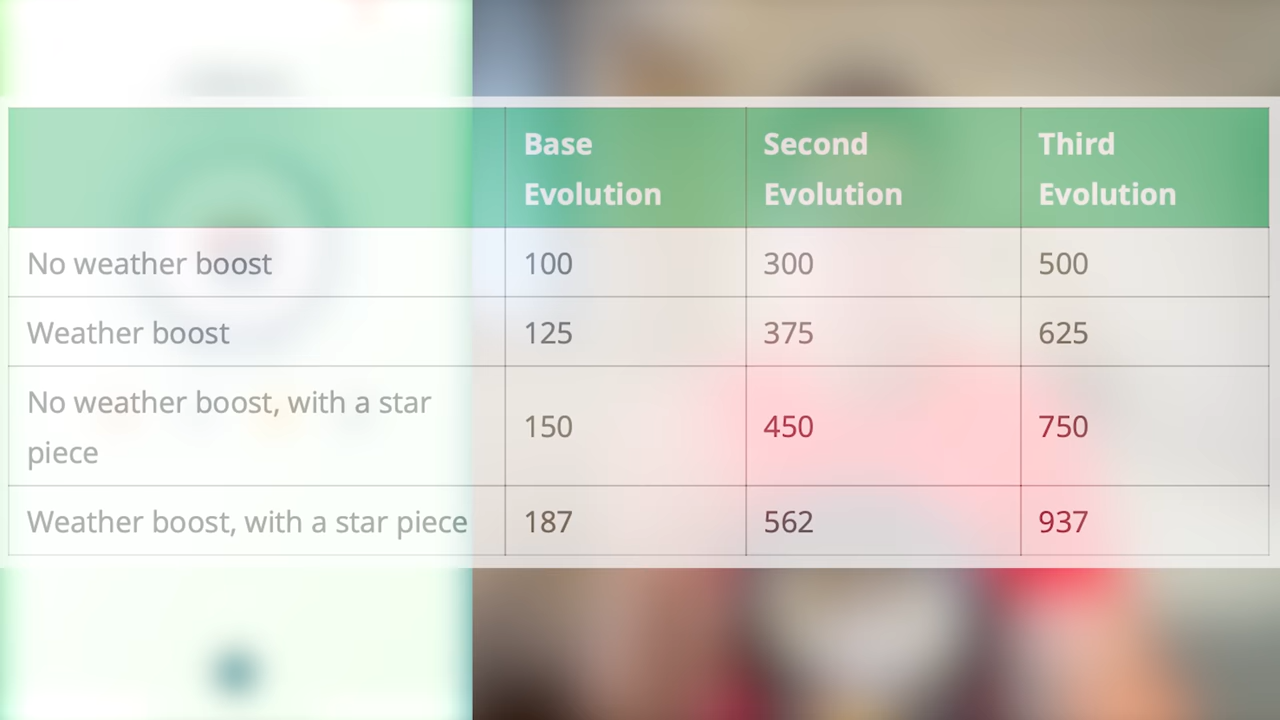 Base Evolution Second Evolution Third Evolution
No weather boost 100 300 500
Weather boost 125 375 625
No weather boost, with a star piece 150 450 750
Weather boost, with a star piece 187 562 937